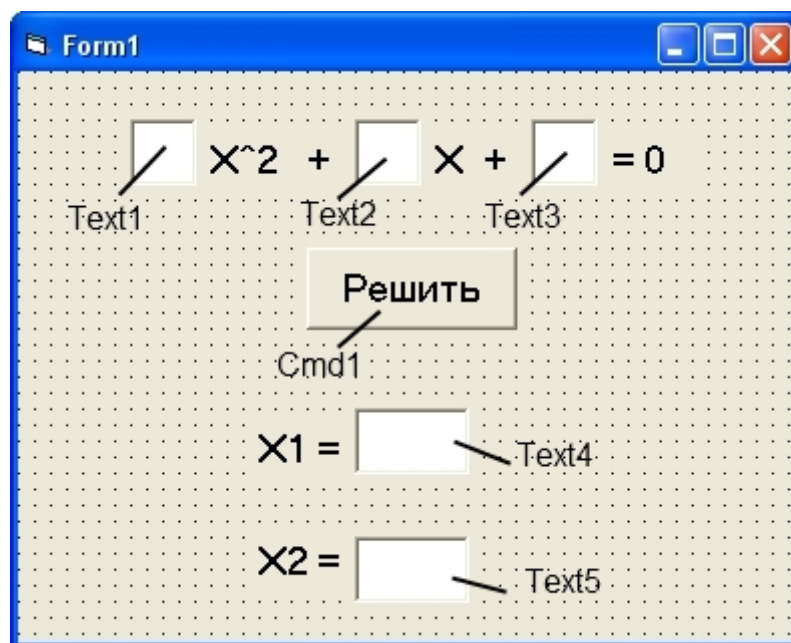 Form1
X^2 + X + = 0
Text1 Text2 Text3
Решить
Cmd1
X1 =
Text4
X2 =
Text5